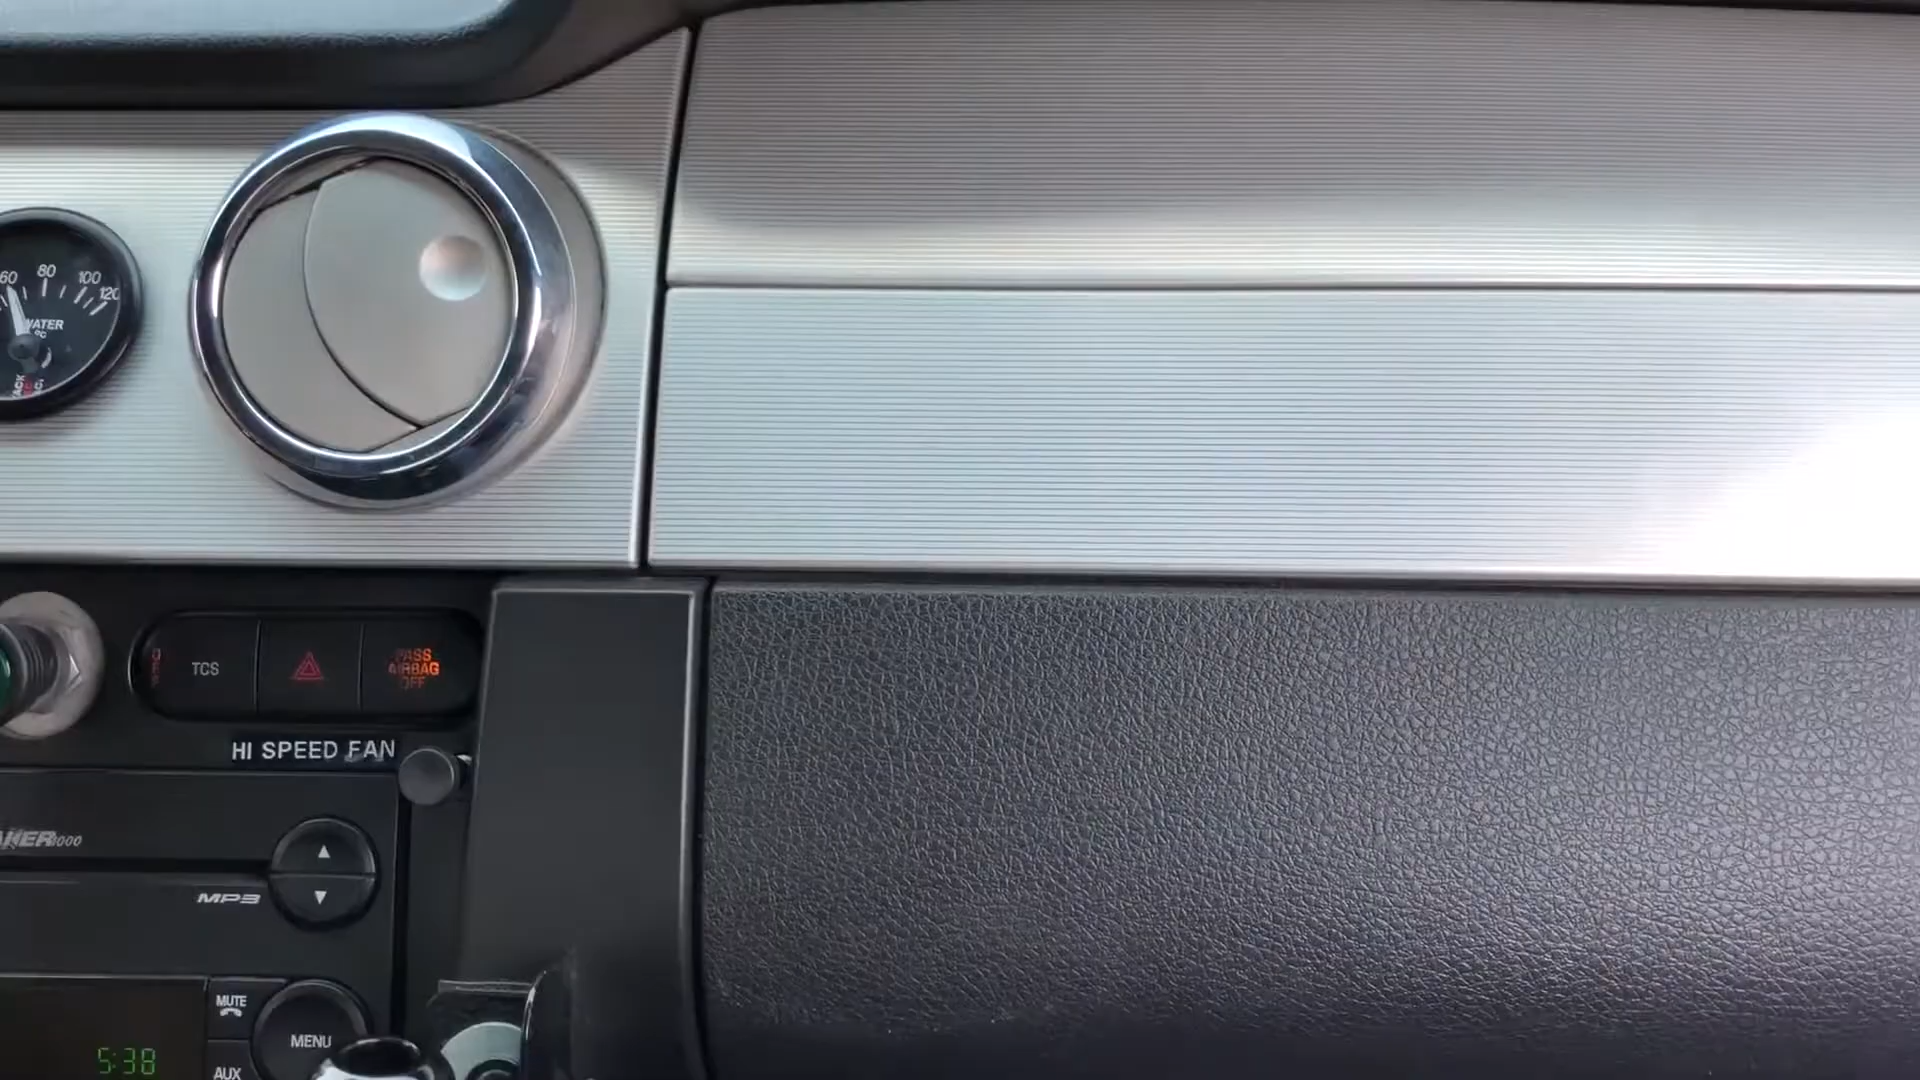 60 80 100 120
WATER
°C
TCS
PASS
AIRBAG
OFF
HI SPEED FAN
MP3
MUTE
MENU
5:38
AUX